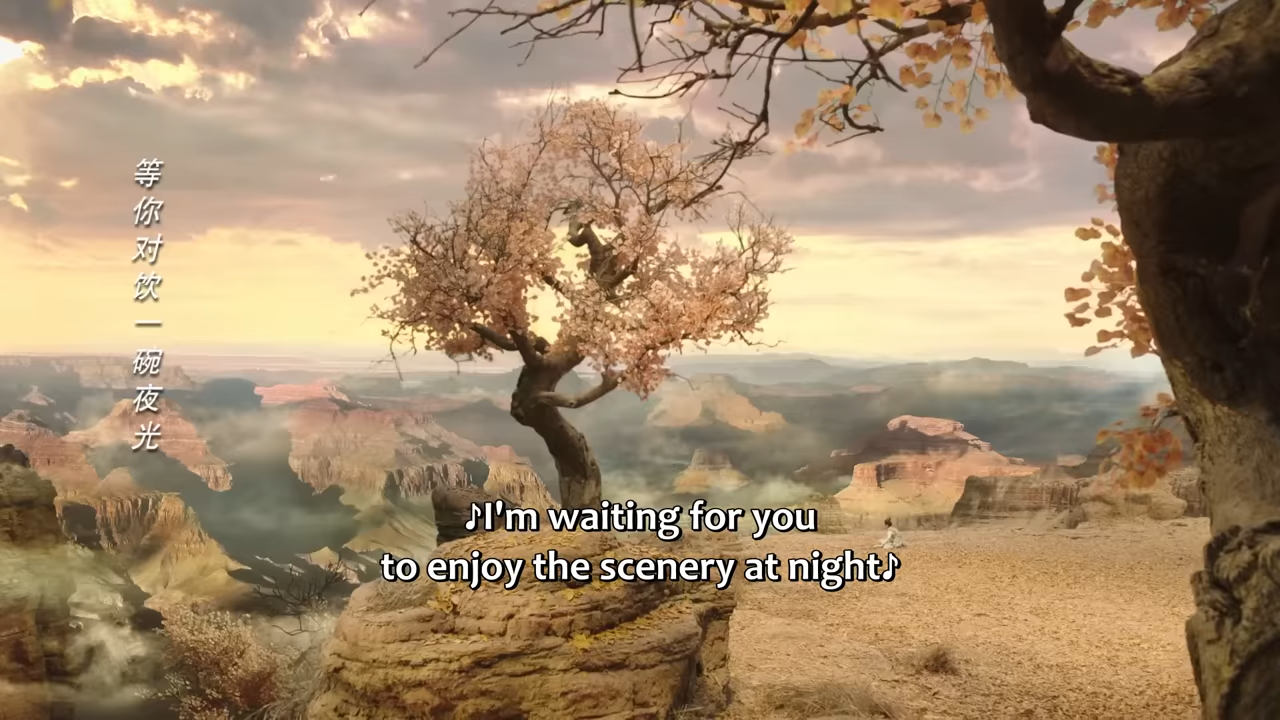 等你对饮一碗夜光
♪I'm waiting for you
to enjoy the scenery at night♪